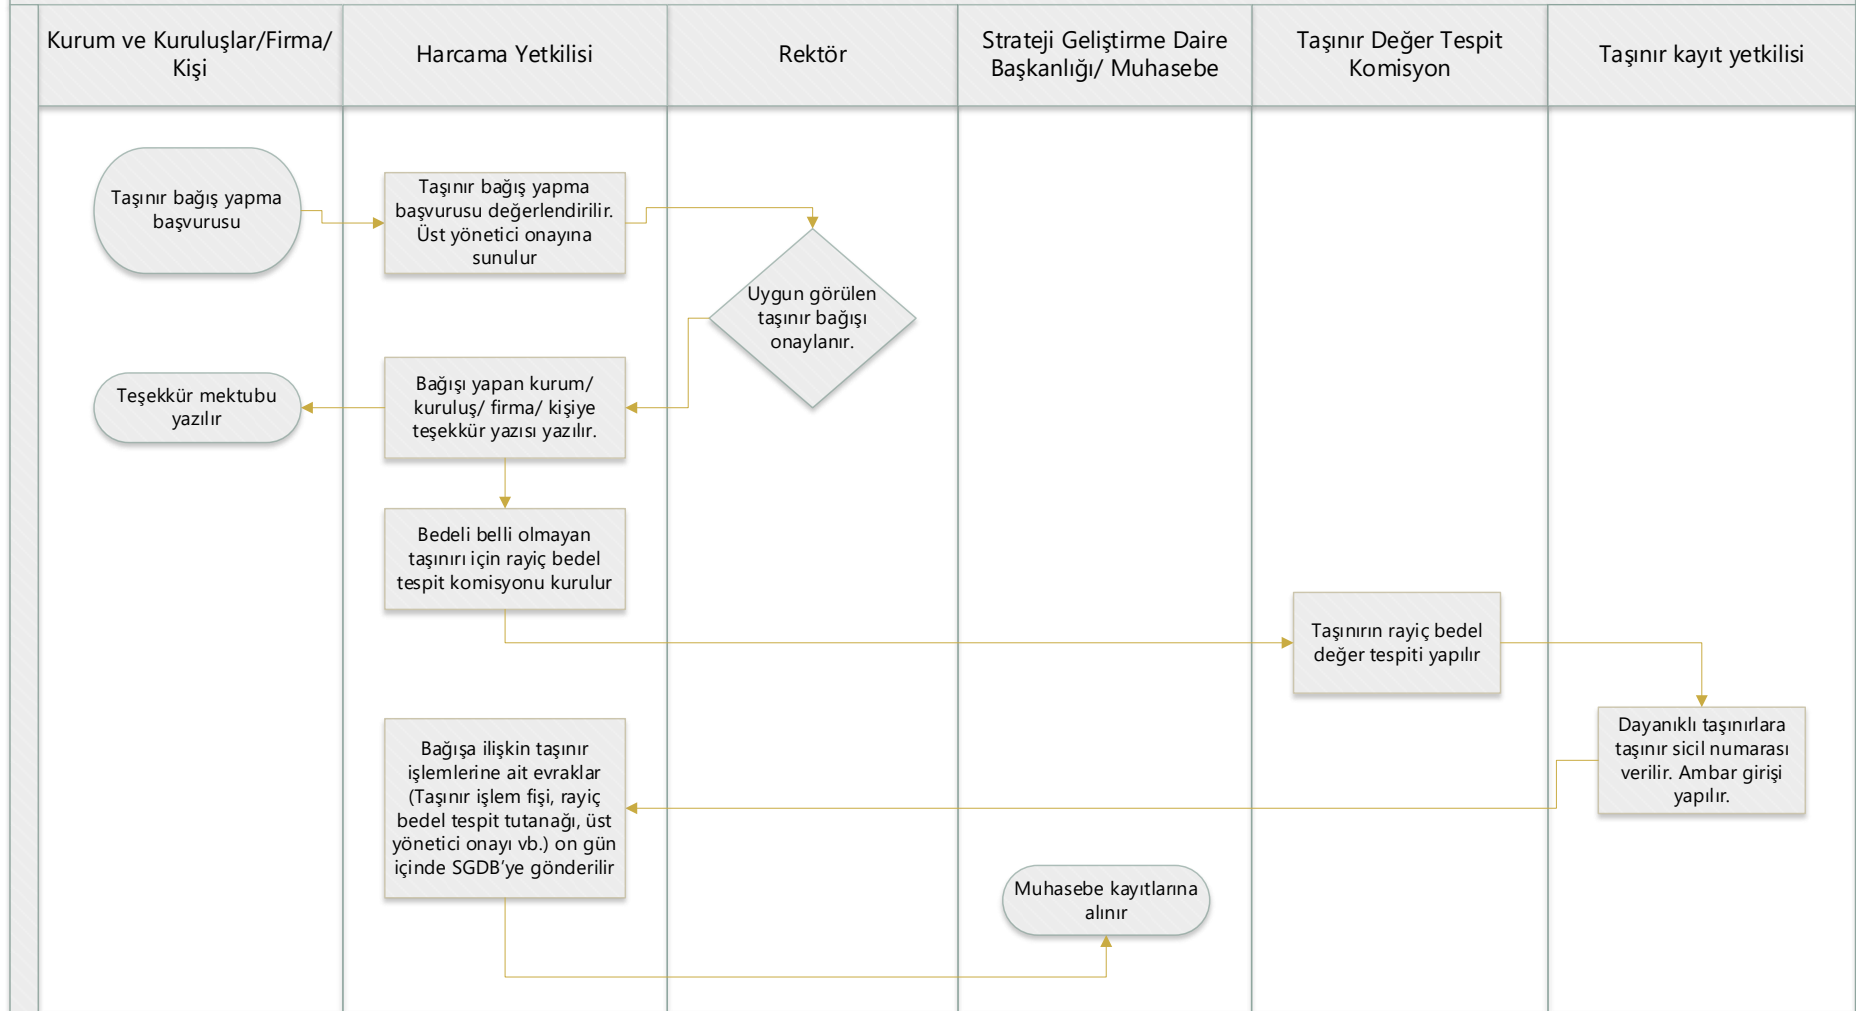 Kurum ve Kuruluşlar/Firma/
Kişi
Harcama Yetkilisi
Rektör
Strateji Geliştirme Daire
Başkanlığı/ Muhasebe
Taşınır Değer Tespit
Komisyon
Taşınır kayıt yetkilisi
Taşınır bağış yapma
başvurusu
Taşınır bağış yapma
başvurusu değerlendirilir.
Üst yönetici onayına
sunulur
Uygun görülen
taşınır bağışı
onaylanır.
Bağışı yapan kurum/
kuruluş/ firma/ kişiye
teşekkür yazısı yazılır.
Teşekkür mektubu
yazılır
Bedeli belli olmayan
taşınırı için rayiç bedel
tespit komisyonu kurulur
Taşınırın rayiç bedel
değer tespiti yapılır
Dayanıklı taşınırlara
taşınır sicil numarası
verilir. Ambar girişi
yapılır.
Bağışa ilişkin taşınır
işlemlerine ait evraklar
(Taşınır işlem fişi, rayiç
bedel tespit tutanağı, üst
yönetici onayı vb.) on gün
içinde SGDB’ye gönderilir
Muhasebe kayıtlarına
alınır